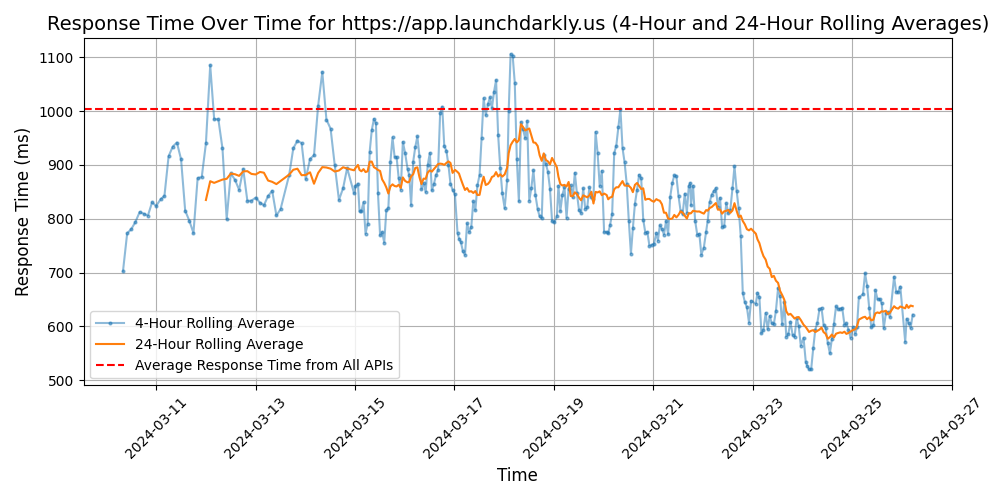 Response Time Over Time for https://app.launchdarkly.us (4-Hour and 24-Hour Rolling Averages)
Response Time (ms)
1100
1000
900
800
700
600
500
4-Hour Rolling Average
24-Hour Rolling Average
Average Response Time from All APIs
2024-03-11
2024-03-13
2024-03-15
2024-03-17
2024-03-19
2024-03-21
2024-03-23
2024-03-25
2024-03-27
Time